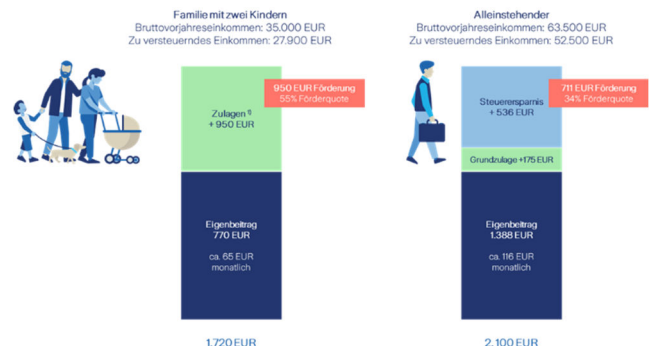 Familie mit zwei Kindern
Bruttovorjahreseinkommen: 35.000 EUR
Zu versteuerndes Einkommen: 27.900 EUR
950 EUR Förderung
55% Förderquote
Zulagen ¹⁾
+ 950 EUR
Eigenbeitrag
770 EUR
ca. 65 EUR
monatlich
1.720 EUR
Alleinstehender
Bruttovorjahreseinkommen: 63.500 EUR
Zu versteuerndes Einkommen: 52.500 EUR
711 EUR Förderung
34% Förderquote
Steuerersparnis
+ 536 EUR
Grundzulage +175 EUR
Eigenbeitrag
1.388 EUR
ca. 116 EUR
monatlich
2.100 EUR